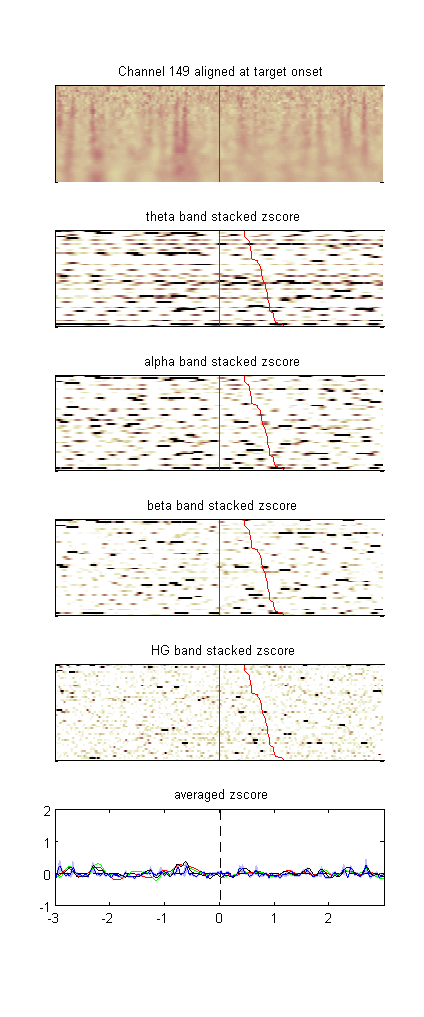 Channel 149 aligned at target onset
theta band stacked zscore
alpha band stacked zscore
beta band stacked zscore
HG band stacked zscore
averaged zscore
2
1
0
-1
-3 -2 -1 0 1 2